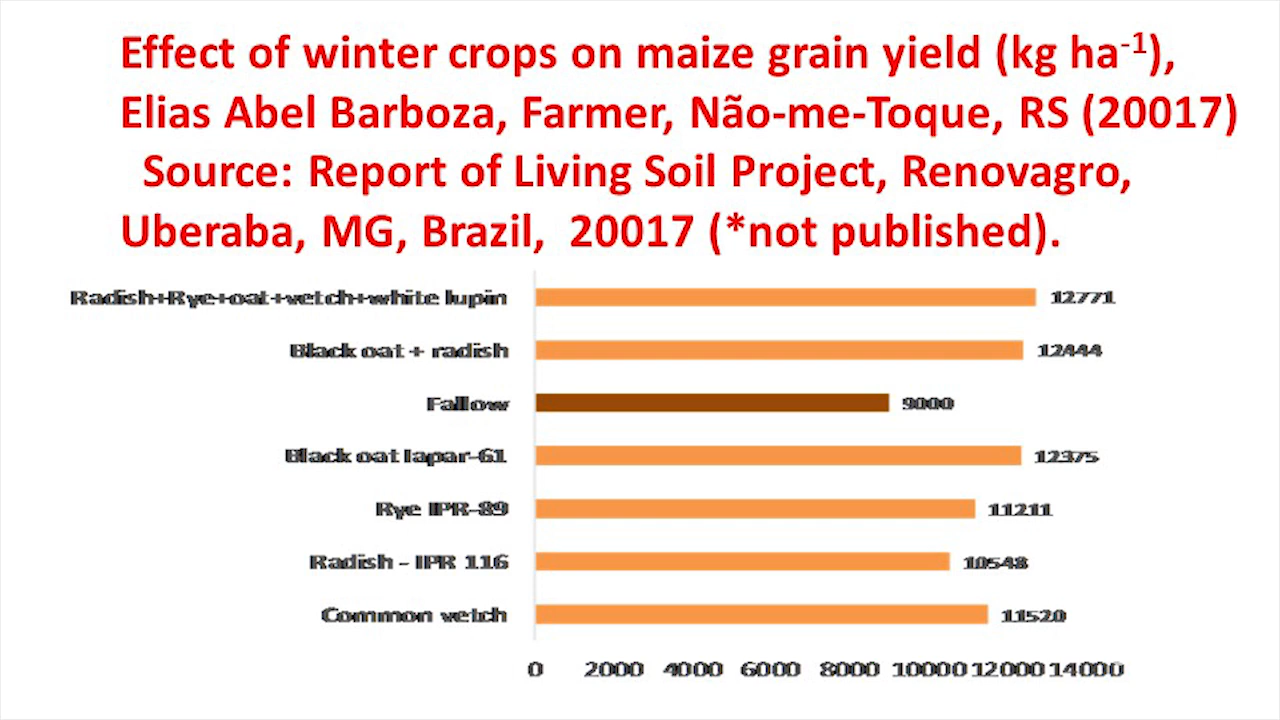 Effect of winter crops on maize grain yield (kg ha-1),
Elias Abel Barboza, Farmer, Não-me-Toque, RS (20017)
Source: Report of Living Soil Project, Renovagro,
Uberaba, MG, Brazil, 20017 (*not published).
Radish+Rye+oat+vetch+white lupin 12771
Black oat + radish 12444
Fallow 9000
Black oat Iapar-61 12375
Rye IPR-89 11211
Radish - IPR 116 10548
Common vetch 11520
0 2000 4000 6000 8000 10000 12000 14000